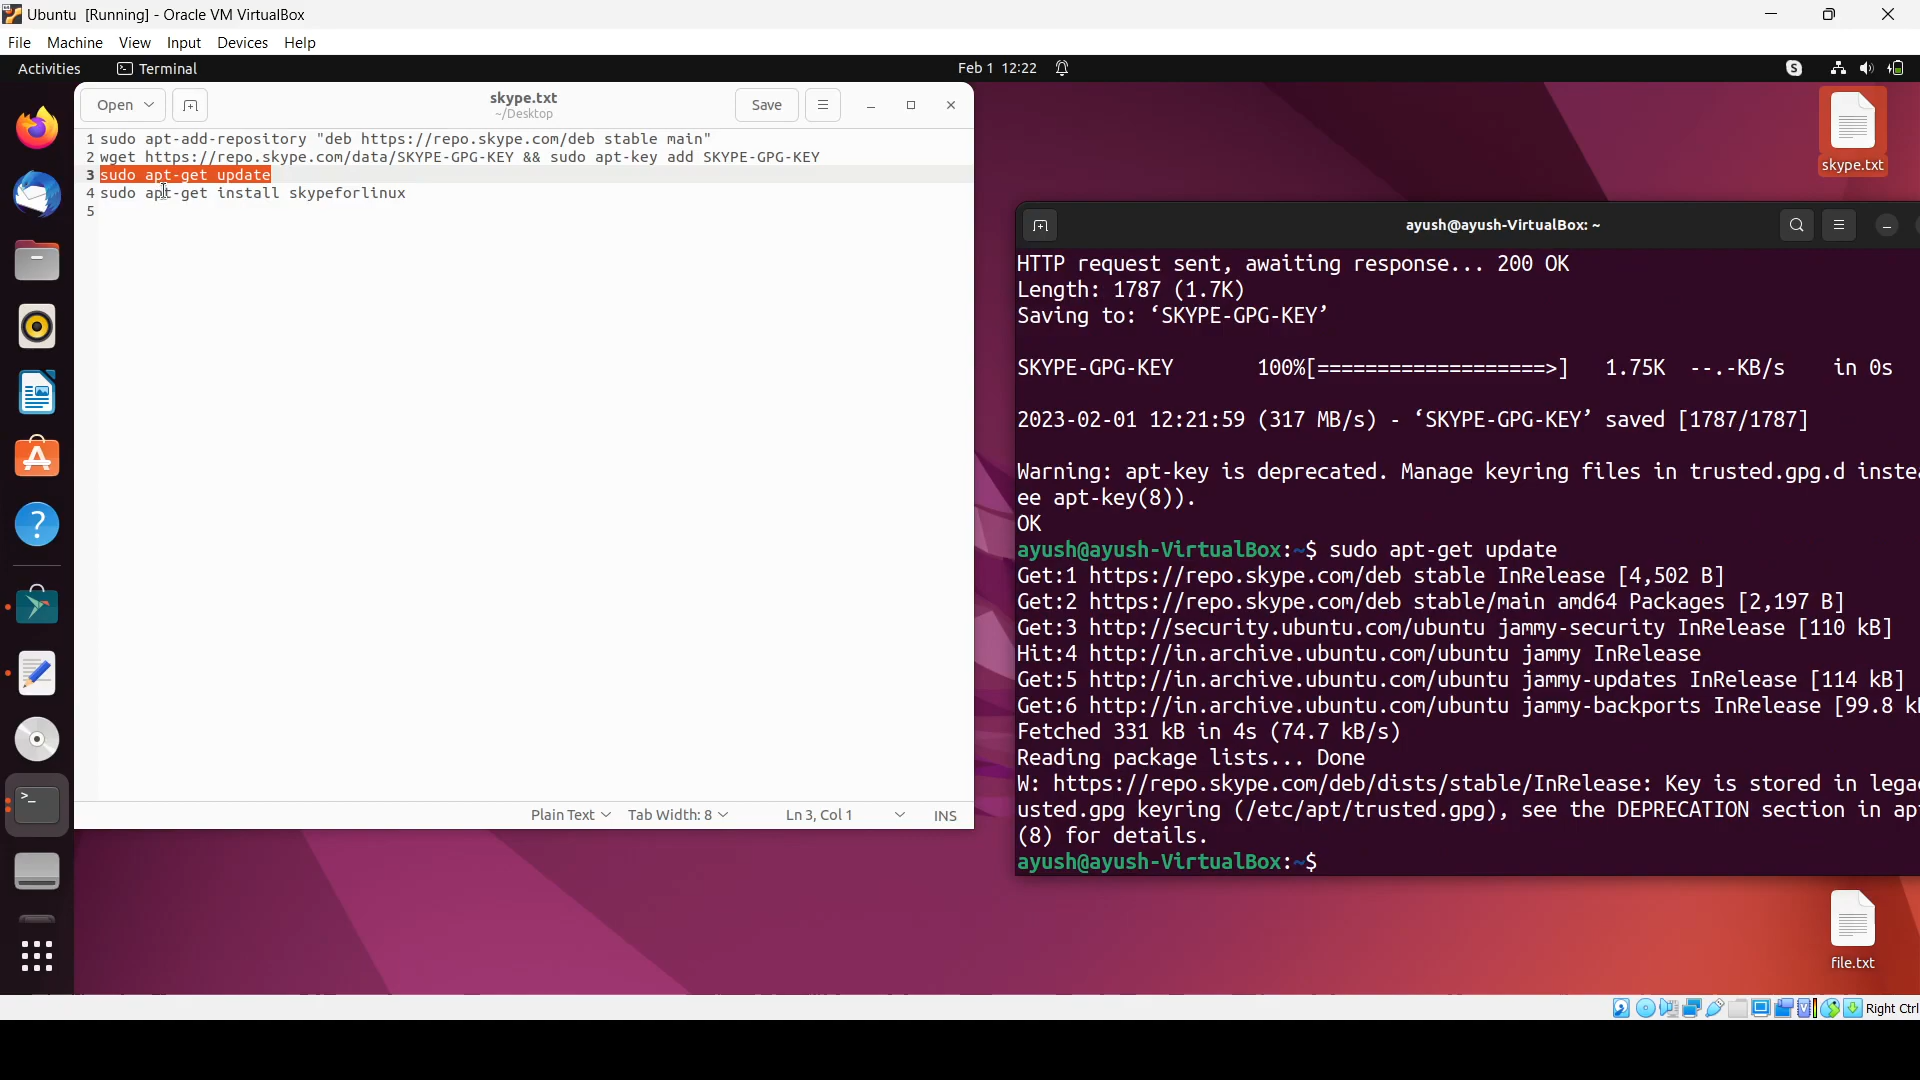 Ubuntu [Running] - Oracle VM VirtualBox
File Machine View Input Devices Help
Activities Terminal Feb 1 12:22
Open skype.txt Save
~/Desktop
1 sudo apt-add-repository "deb https://repo.skype.com/deb stable main"
2 wget https://repo.skype.com/data/SKYPE-GPG-KEY && sudo apt-key add SKYPE-GPG-KEY
3 sudo apt-get update
4 sudo apt-get install skypeforlinux
5
Plain Text Tab Width: 8 Ln 3, Col 1 INS
skype.txt
ayush@ayush-VirtualBox: ~
HTTP request sent, awaiting response... 200 OK
Length: 1787 (1.7K)
Saving to: ‘SKYPE-GPG-KEY’
SKYPE-GPG-KEY 100%[===================>] 1.75K --.-KB/s in 0s
2023-02-01 12:21:59 (317 MB/s) - ‘SKYPE-GPG-KEY’ saved [1787/1787]
Warning: apt-key is deprecated. Manage keyring files in trusted.gpg.d inste
ee apt-key(8)).
OK
ayush@ayush-VirtualBox:~$ sudo apt-get update
Get:1 https://repo.skype.com/deb stable InRelease [4,502 B]
Get:2 https://repo.skype.com/deb stable/main amd64 Packages [2,197 B]
Get:3 http://security.ubuntu.com/ubuntu jammy-security InRelease [110 kB]
Hit:4 http://in.archive.ubuntu.com/ubuntu jammy InRelease
Get:5 http://in.archive.ubuntu.com/ubuntu jammy-updates InRelease [114 kB]
Get:6 http://in.archive.ubuntu.com/ubuntu jammy-backports InRelease [99.8 k
Fetched 331 kB in 4s (74.7 kB/s)
Reading package lists... Done
W: https://repo.skype.com/deb/dists/stable/InRelease: Key is stored in lega
usted.gpg keyring (/etc/apt/trusted.gpg), see the DEPRECATION section in ap
(8) for details.
ayush@ayush-VirtualBox:~$
file.txt
Right Ctrl